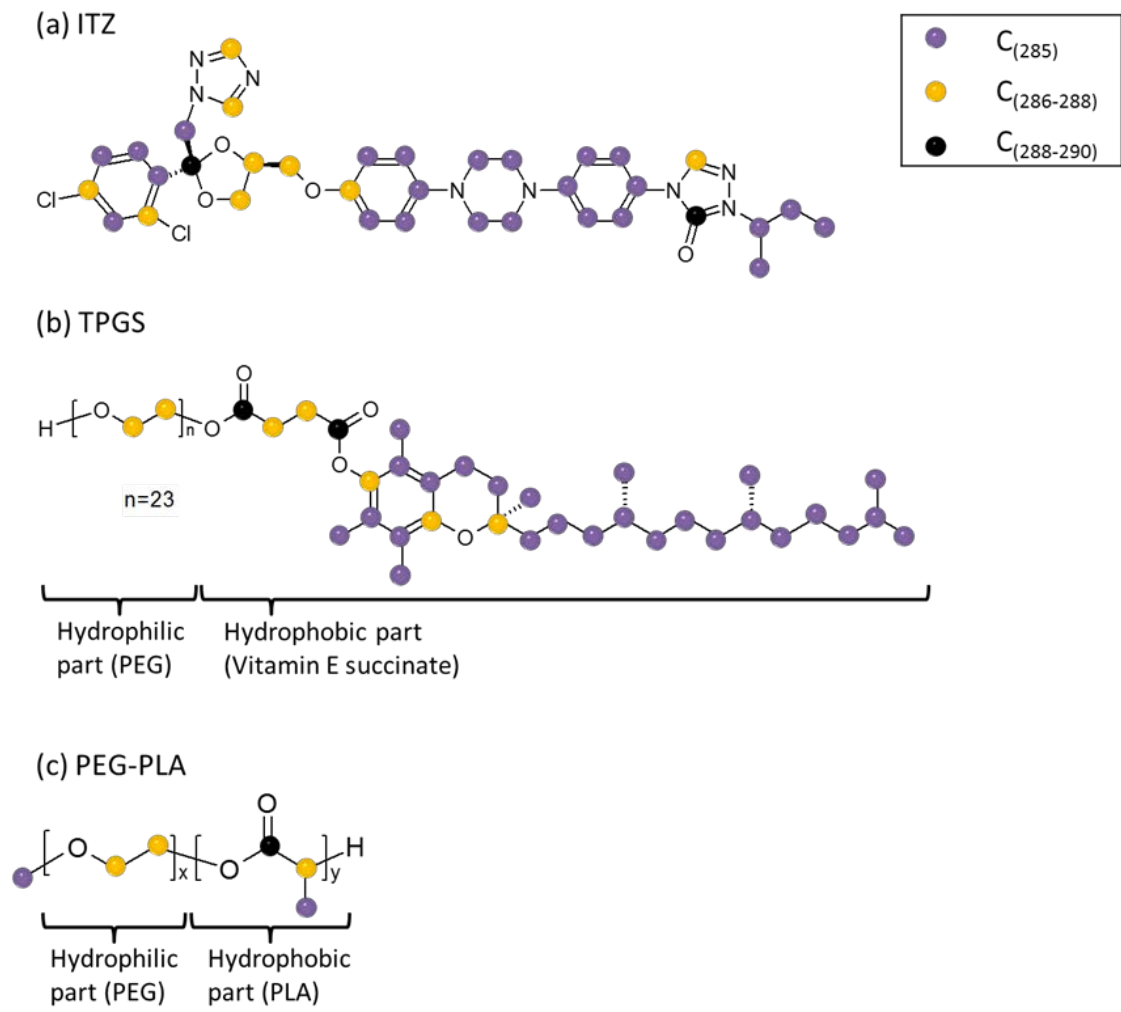 (a) ITZ
C(285)
C(286-288)
C(288-290)
N
N
N
O
O
Cl
Cl
O
N
N
N
N
N
O
(b) TPGS
H
[
O
]n
O
O
O
O
O
n=23
Hydrophilic
part (PEG)
Hydrophobic part
(Vitamin E succinate)
(c) PEG-PLA
[
O
]x
[
O
O
]y
H
Hydrophilic
part (PEG)
Hydrophobic
part (PLA)